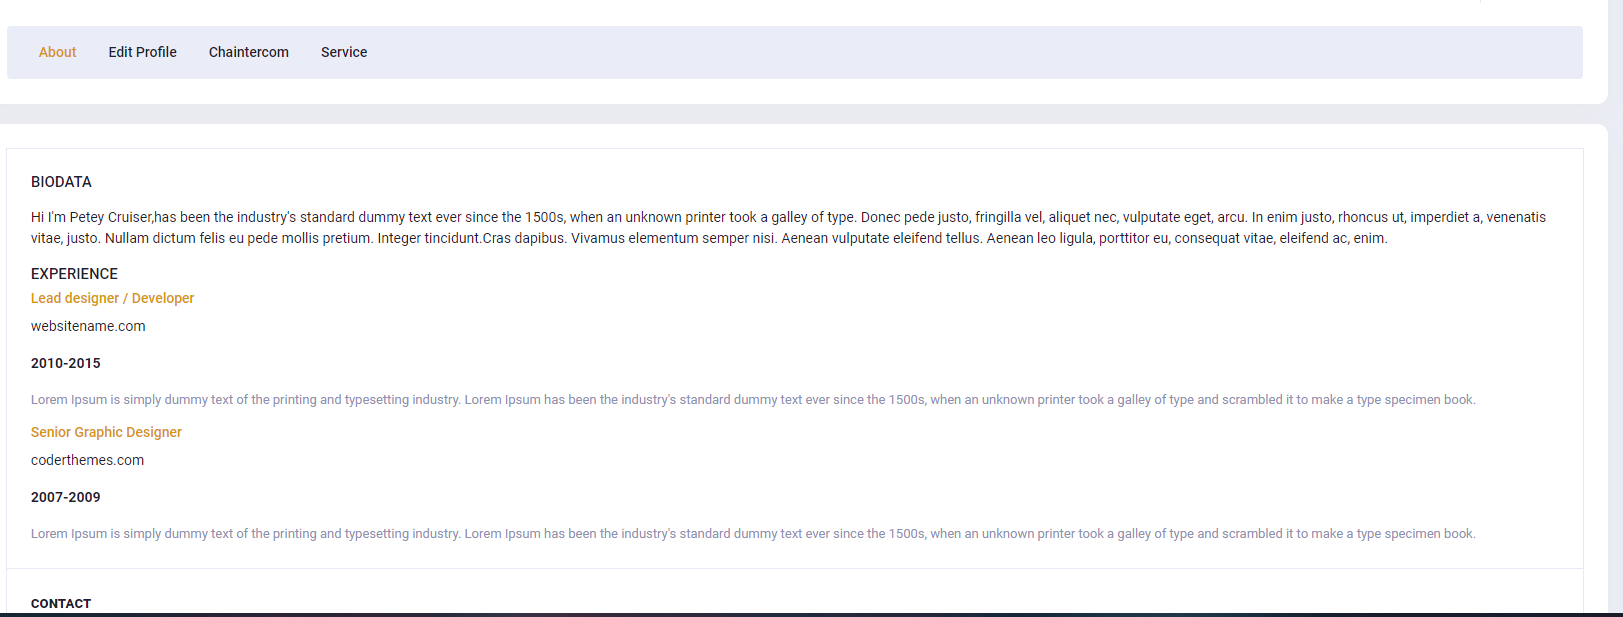 About Edit Profile Chaintercom Service
BIODATA
Hi I'm Petey Cruiser,has been the industry's standard dummy text ever since the 1500s, when an unknown printer took a galley of type. Donec pede justo, fringilla vel, aliquet nec, vulputate eget, arcu. In enim justo, rhoncus ut, imperdiet a, venenatis
vitae, justo. Nullam dictum felis eu pede mollis pretium. Integer tincidunt.Cras dapibus. Vivamus elementum semper nisi. Aenean vulputate eleifend tellus. Aenean leo ligula, porttitor eu, consequat vitae, eleifend ac, enim.
EXPERIENCE
Lead designer / Developer
websitename.com
2010-2015
Lorem Ipsum is simply dummy text of the printing and typesetting industry. Lorem Ipsum has been the industry's standard dummy text ever since the 1500s, when an unknown printer took a galley of type and scrambled it to make a type specimen book.
Senior Graphic Designer
coderthemes.com
2007-2009
Lorem Ipsum is simply dummy text of the printing and typesetting industry. Lorem Ipsum has been the industry's standard dummy text ever since the 1500s, when an unknown printer took a galley of type and scrambled it to make a type specimen book.
CONTACT